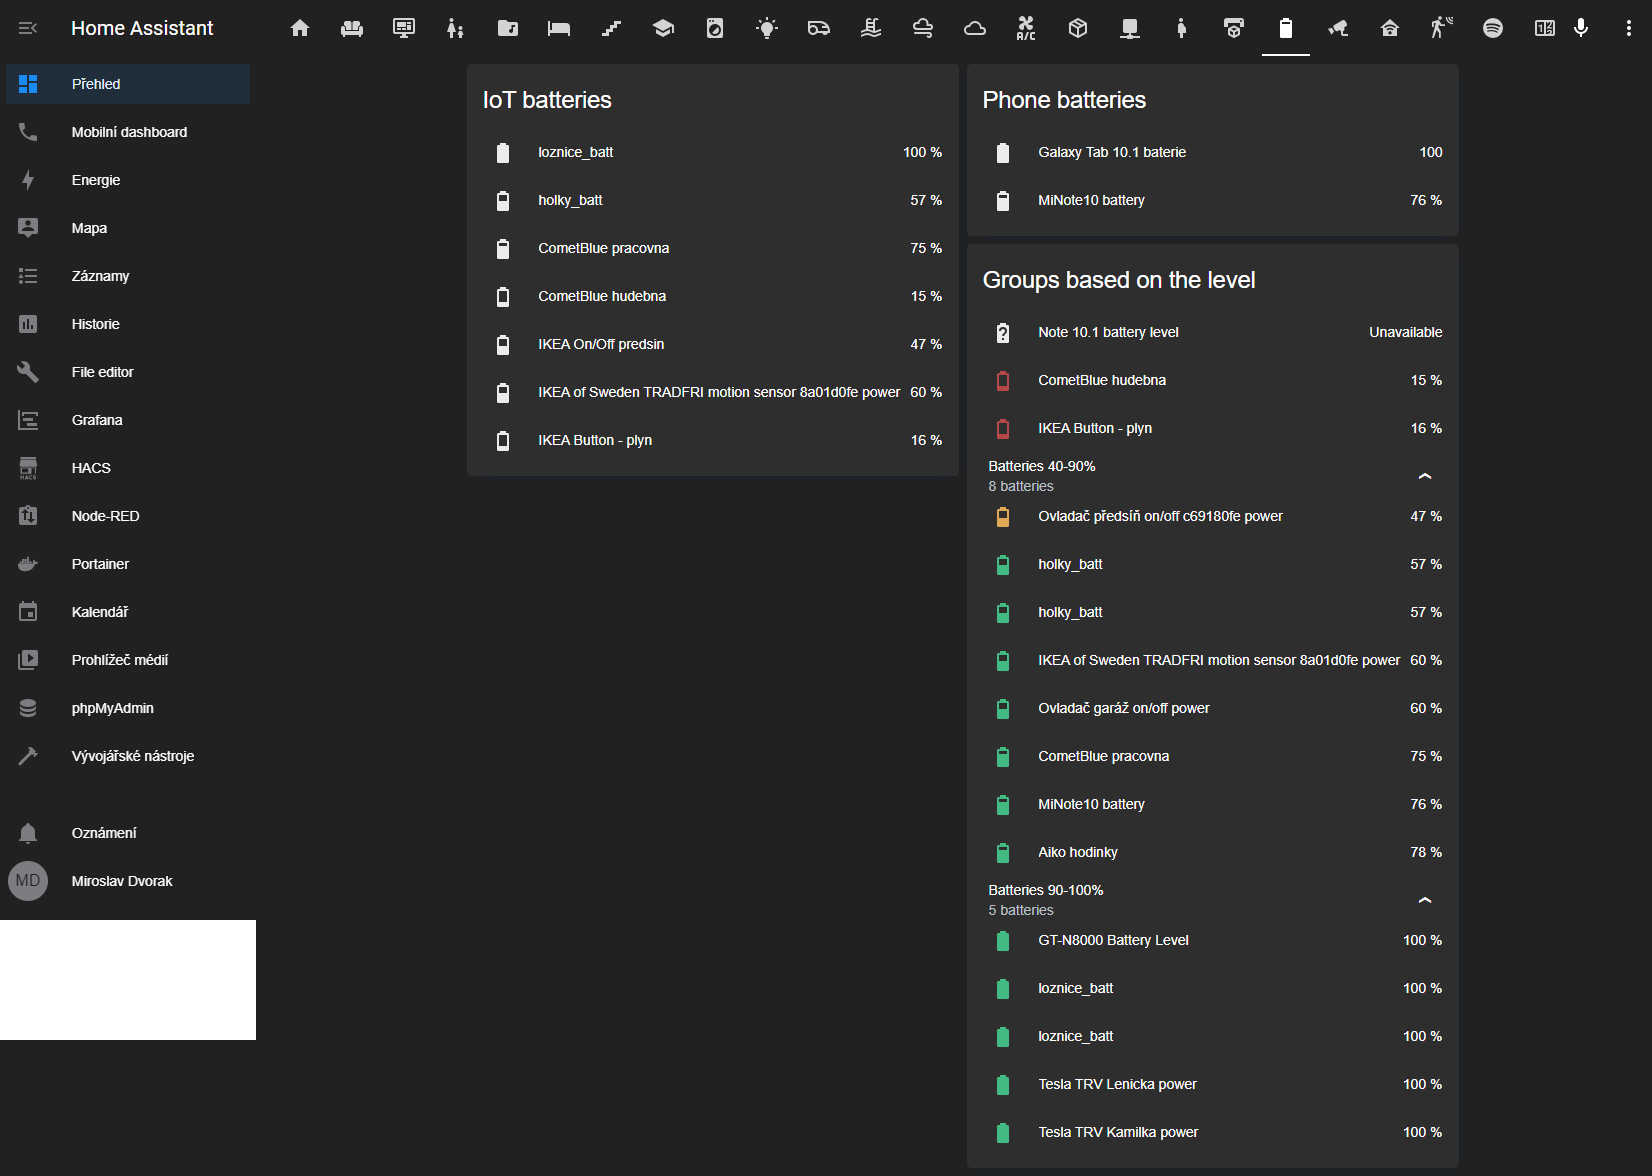 Home Assistant
A/C
Přehled
Mobilní dashboard
Energie
Mapa
Záznamy
Historie
File editor
Grafana
HACS
HACS
Node-RED
Portainer
Kalendář
Prohlížeč médií
phpMyAdmin
Vývojářské nástroje
Oznámení
MD Miroslav Dvorak
IoT batteries
loznice_batt 100 %
holky_batt 57 %
CometBlue pracovna 75 %
CometBlue hudebna 15 %
IKEA On/Off predsin 47 %
IKEA of Sweden TRADFRI motion sensor 8a01d0fe power 60 %
IKEA Button - plyn 16 %
Phone batteries
Galaxy Tab 10.1 baterie 100
MiNote10 battery 76 %
Groups based on the level
Note 10.1 battery level Unavailable
CometBlue hudebna 15 %
IKEA Button - plyn 16 %
Batteries 40-90%
8 batteries
Ovladač předsíň on/off c69180fe power 47 %
holky_batt 57 %
holky_batt 57 %
IKEA of Sweden TRADFRI motion sensor 8a01d0fe power 60 %
Ovladač garáž on/off power 60 %
CometBlue pracovna 75 %
MiNote10 battery 76 %
Aiko hodinky 78 %
Batteries 90-100%
5 batteries
GT-N8000 Battery Level 100 %
loznice_batt 100 %
loznice_batt 100 %
Tesla TRV Lenicka power 100 %
Tesla TRV Kamilka power 100 %